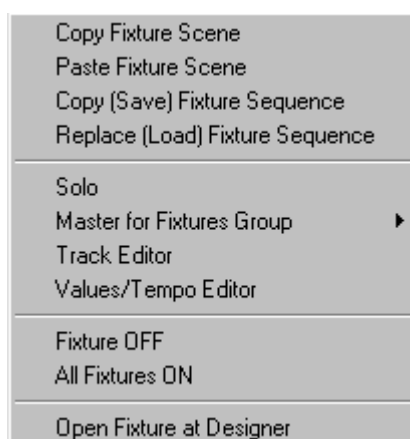 Copy Fixture Scene
Paste Fixture Scene
Copy (Save) Fixture Sequence
Replace (Load) Fixture Sequence
Solo
Master for Fixtures Group
Track Editor
Values/Tempo Editor
Fixture OFF
All Fixtures ON
Open Fixture at Designer